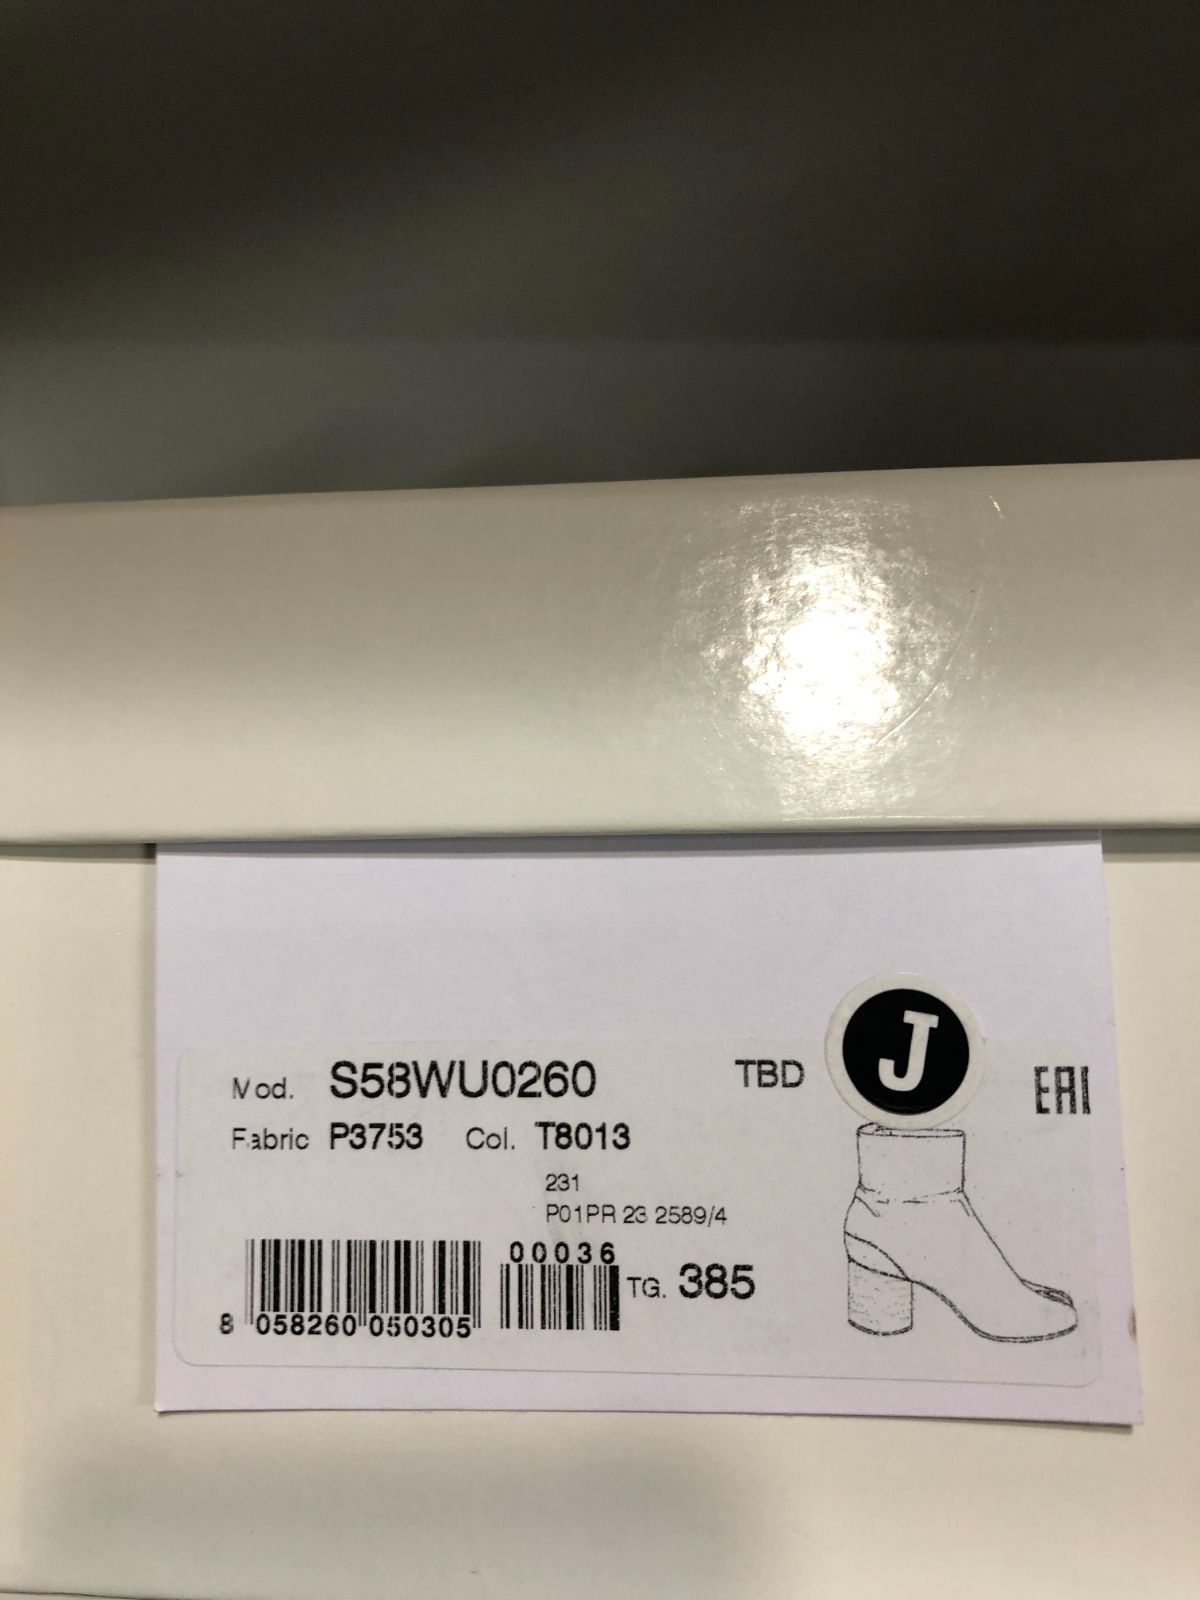 Mod. S58WU0260 TBD J EAC
Fabric P3753 Col. T8013
231
P01PR 23 2589/4
00036
TG. 385
8 058260 050305